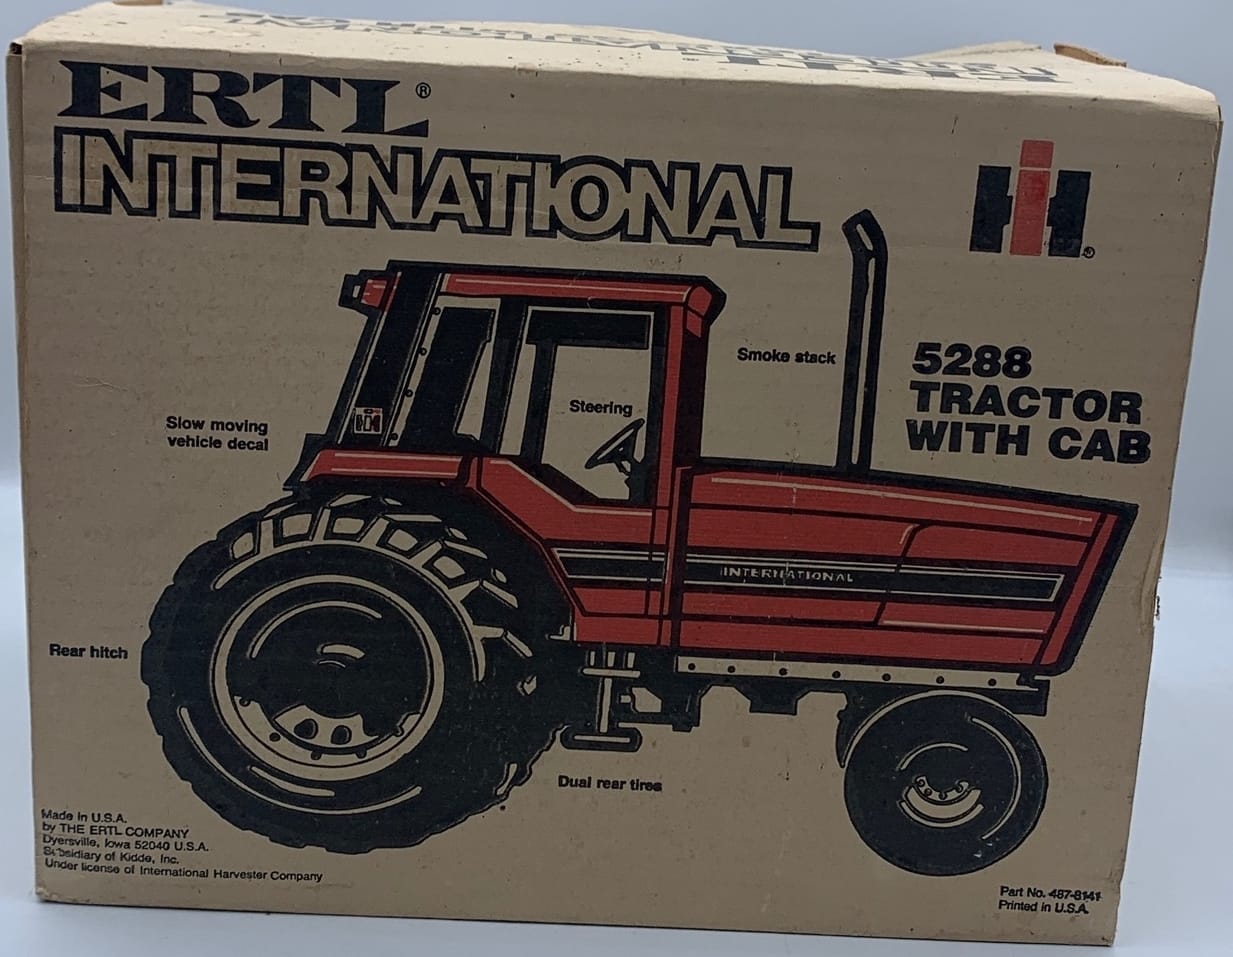 ERTL®
INTERNATIONAL
IH®
5288
TRACTOR
WITH CAB
Smoke stack
Steering
Slow moving
vehicle decal
INTERNATIONAL
Rear hitch
Dual rear tires
Made in U.S.A.
by THE ERTL COMPANY
Dyersville, Iowa 52040 U.S.A.
Subsidiary of Kidde, Inc.
Under license of International Harvester Company
Part No. 487-8141
Printed in U.S.A.